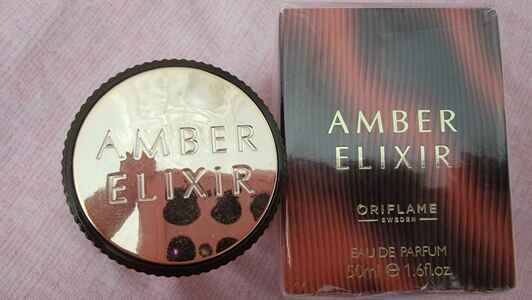 AMBER
ELIXiR
AMBER
ELIXIR
ORIFLAME
SWEDEN
EAU DE PARFUM
50ml ℮ 1.6fl.oz.